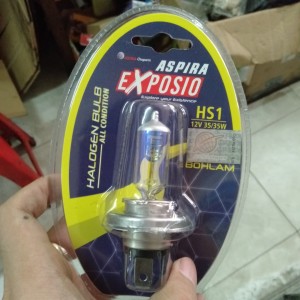 ASPIRA
EXPOSIO
HS1
12V 35/35W
HALOGEN BULB
ALL CONDITION
BOHLAM